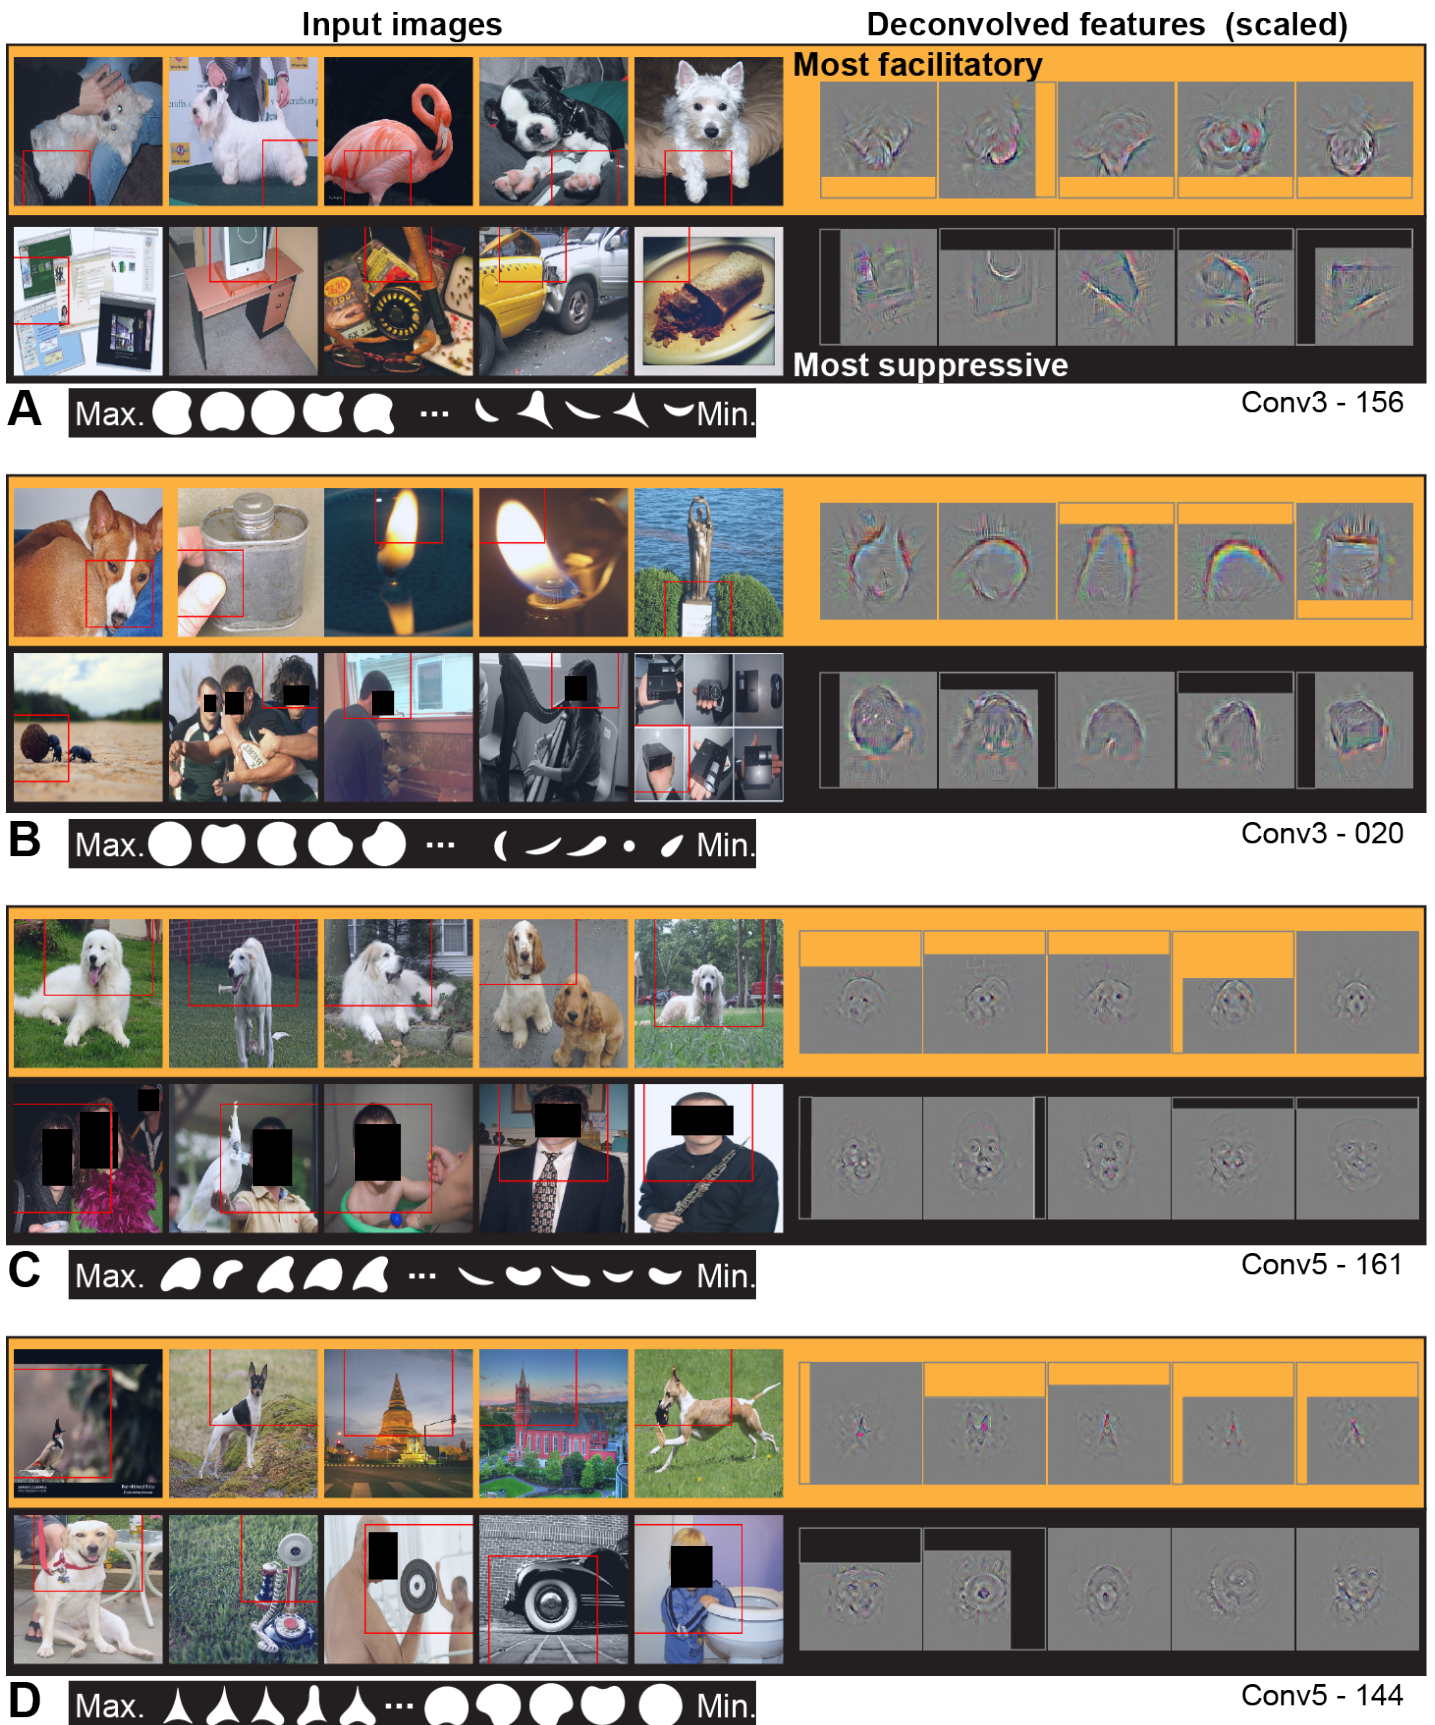 Input images
Deconvolved features (scaled)
Most facilitatory
Most suppressive
A
Max.
...
Min.
Conv3 - 156
B
Max.
...
Min.
Conv3 - 020
C
Max.
...
Min.
Conv5 - 161
D
Max.
...
Min.
Conv5 - 144